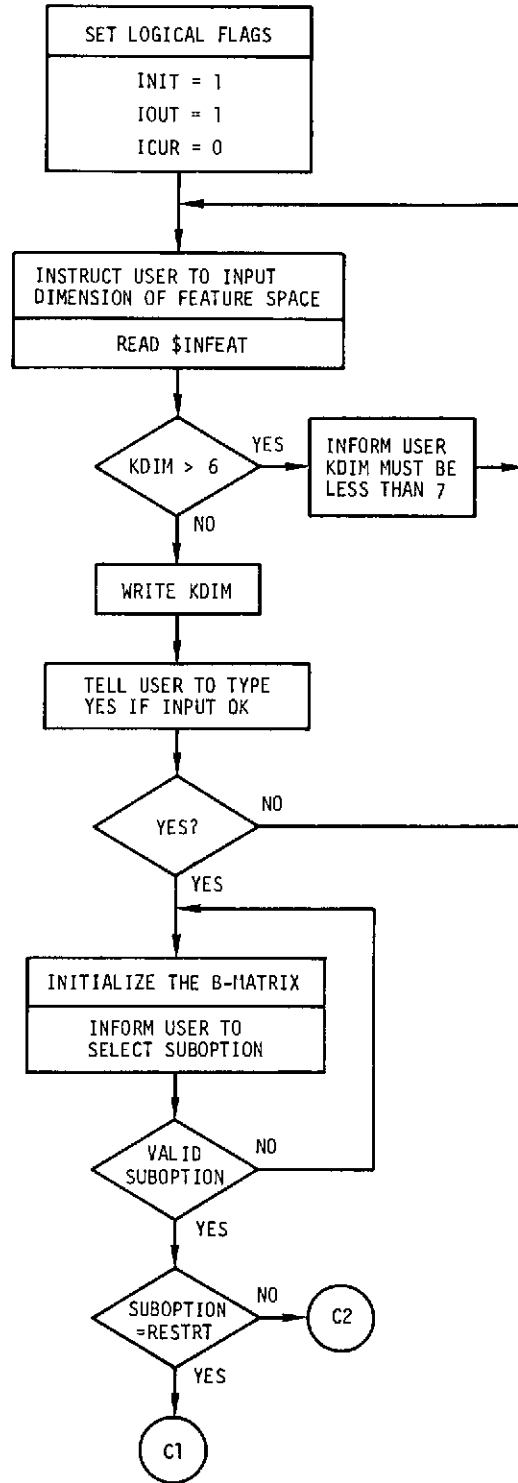 SET LOGICAL FLAGS
INIT = 1
IOUT = 1
ICUR = 0
INSTRUCT USER TO INPUT
DIMENSION OF FEATURE SPACE
READ $INFEAT
KDIM > 6
YES
INFORM USER
KDIM MUST BE
LESS THAN 7
NO
WRITE KDIM
TELL USER TO TYPE
YES IF INPUT OK
YES?
NO
YES
INITIALIZE THE B-MATRIX
INFORM USER TO
SELECT SUBOPTION
VALID
SUBOPTION
NO
YES
SUBOPTION
=RESTRT
NO
C2
YES
C1